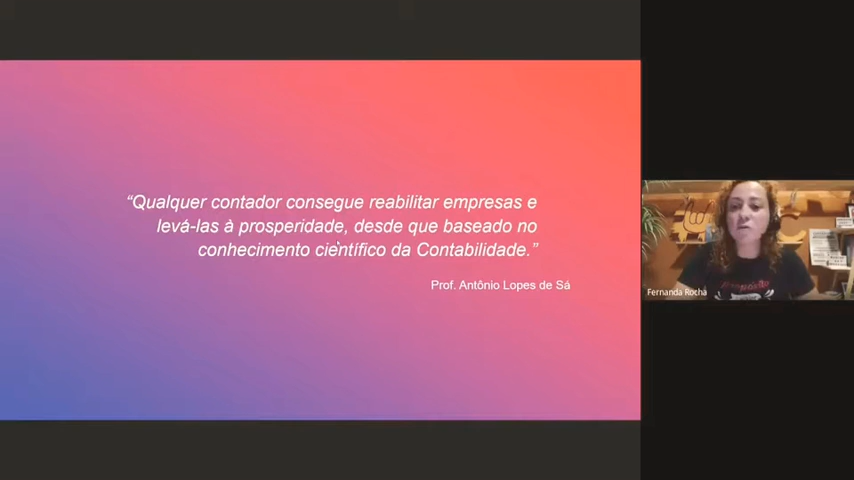 “Qualquer contador consegue reabilitar empresas e
levá-las à prosperidade, desde que baseado no
conhecimento científico da Contabilidade.”
Prof. Antônio Lopes de Sá
Fernanda Rocha